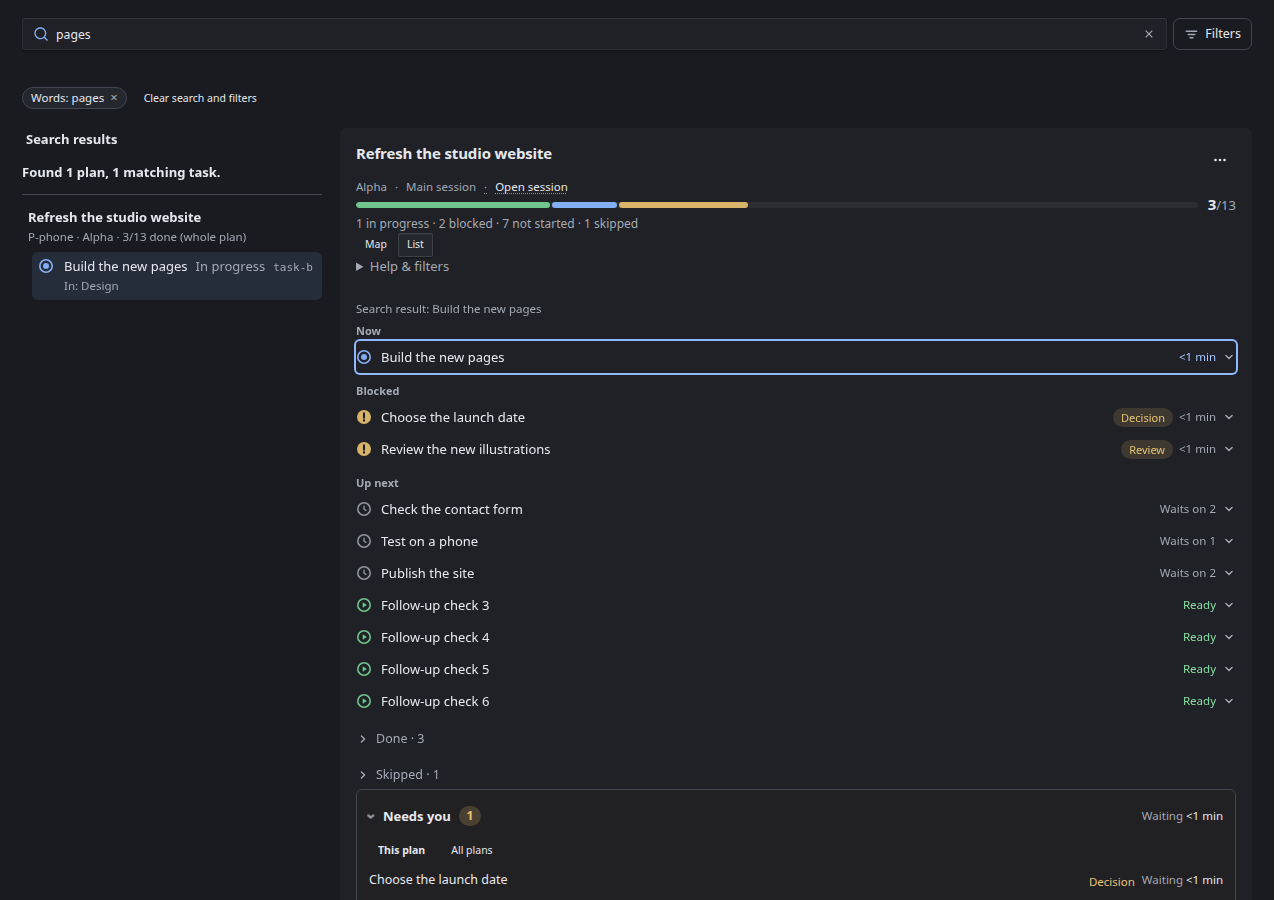 pages
Filters
Words: pages ×
Clear search and filters
Search results
Found 1 plan, 1 matching task.
Refresh the studio website
P-phone · Alpha · 3/13 done (whole plan)
Build the new pages In progress task-b
In: Design
Refresh the studio website
...
Alpha · Main session · Open session
3/13
1 in progress · 2 blocked · 7 not started · 1 skipped
Map List
Help & filters
Search result: Build the new pages
Now
Build the new pages <1 min
Blocked
Choose the launch date Decision <1 min
Review the new illustrations Review <1 min
Up next
Check the contact form Waits on 2
Test on a phone Waits on 1
Publish the site Waits on 2
Follow-up check 3 Ready
Follow-up check 4 Ready
Follow-up check 5 Ready
Follow-up check 6 Ready
Done · 3
Skipped · 1
Needs you 1 Waiting <1 min
This plan All plans
Choose the launch date Decision Waiting <1 min